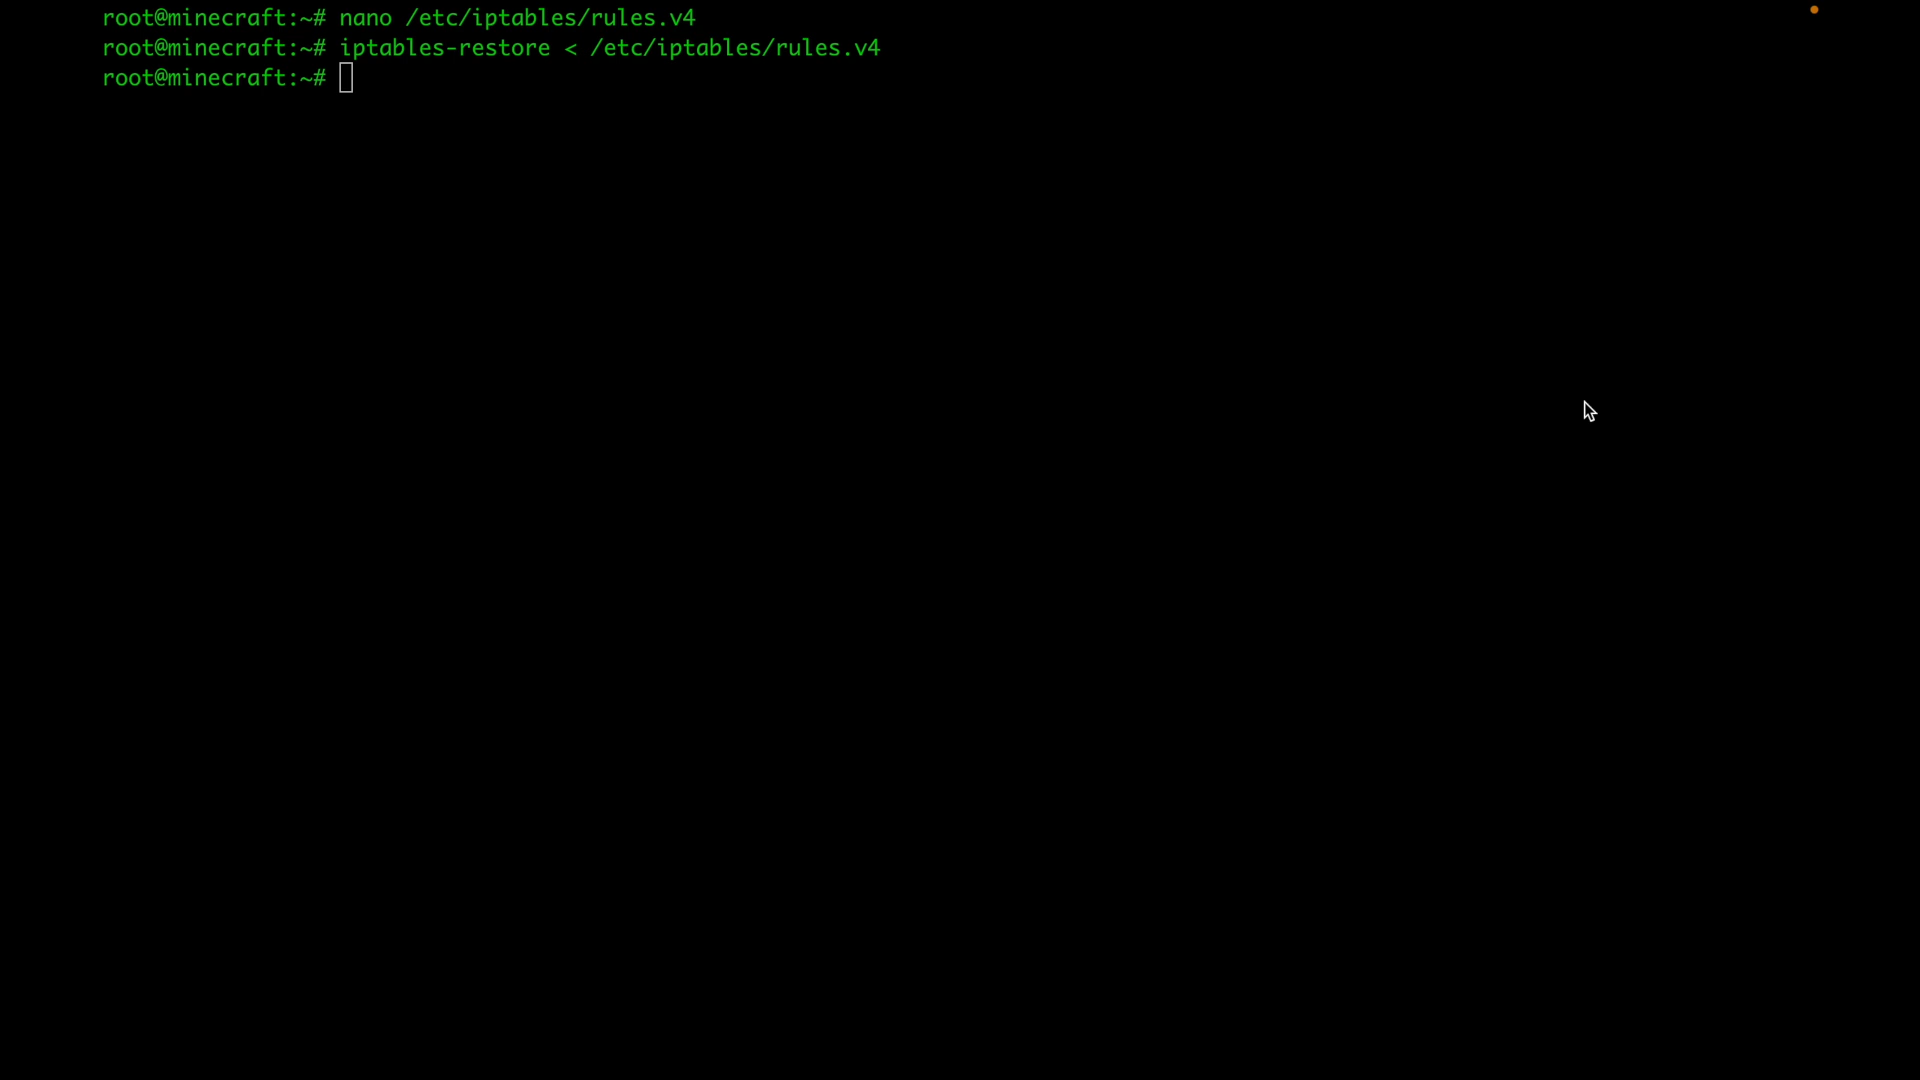 root@minecraft:~# nano /etc/iptables/rules.v4
root@minecraft:~# iptables-restore < /etc/iptables/rules.v4
root@minecraft:~#